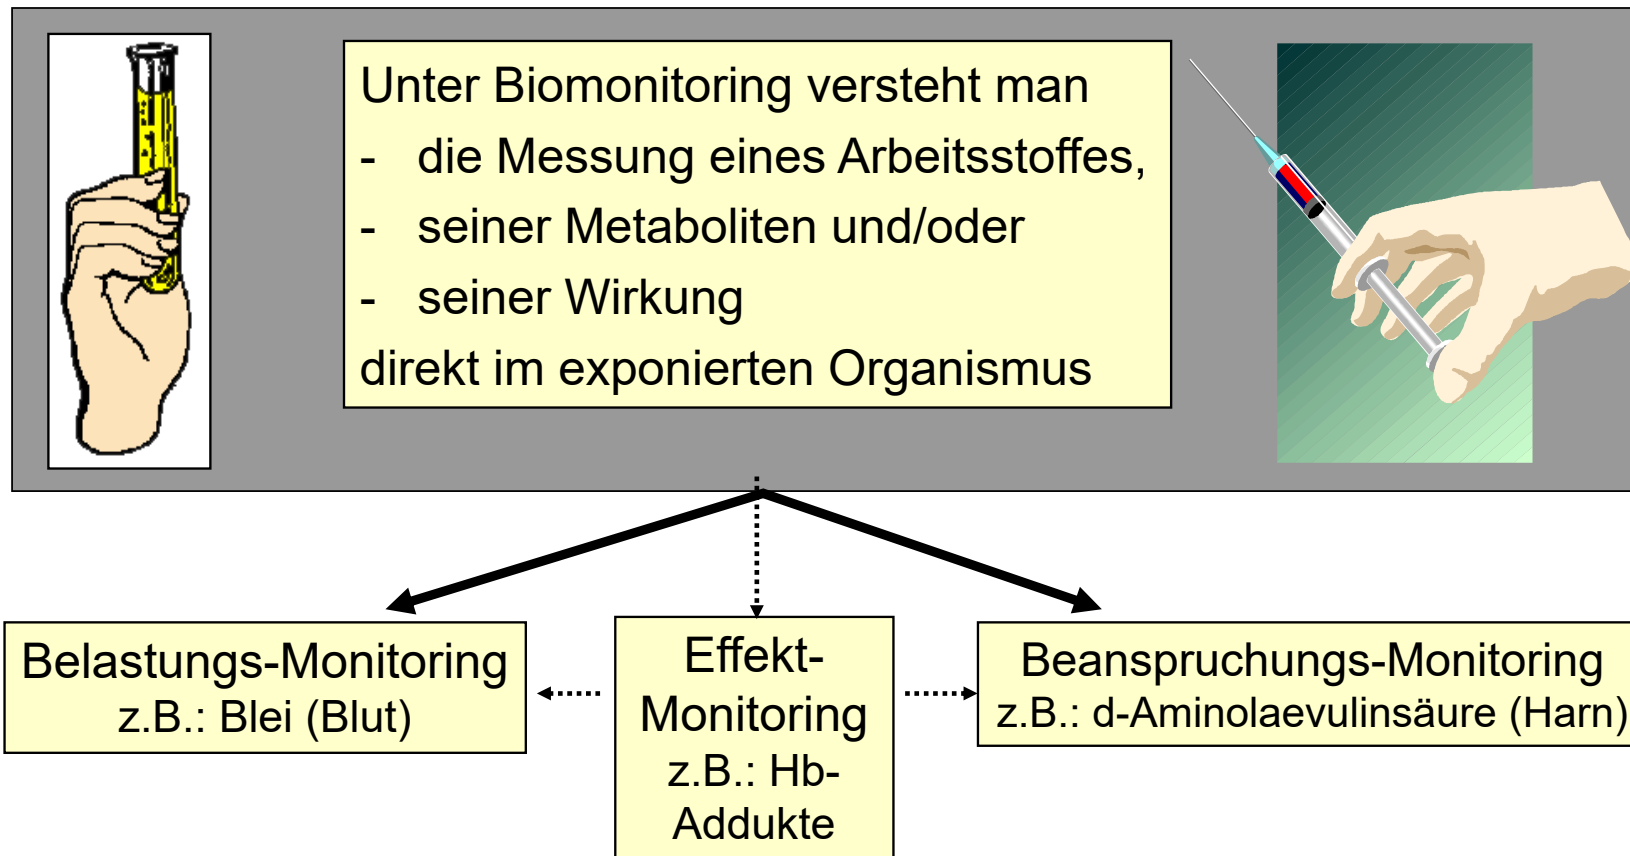 Unter Biomonitoring versteht man
- die Messung eines Arbeitsstoffes,
- seiner Metaboliten und/oder
- seiner Wirkung
direkt im exponierten Organismus
Belastungs-Monitoring
z.B.: Blei (Blut)
Effekt-
Monitoring
z.B.: Hb-
Addukte
Beanspruchungs-Monitoring
z.B.: d-Aminolaevulinsäure (Harn)